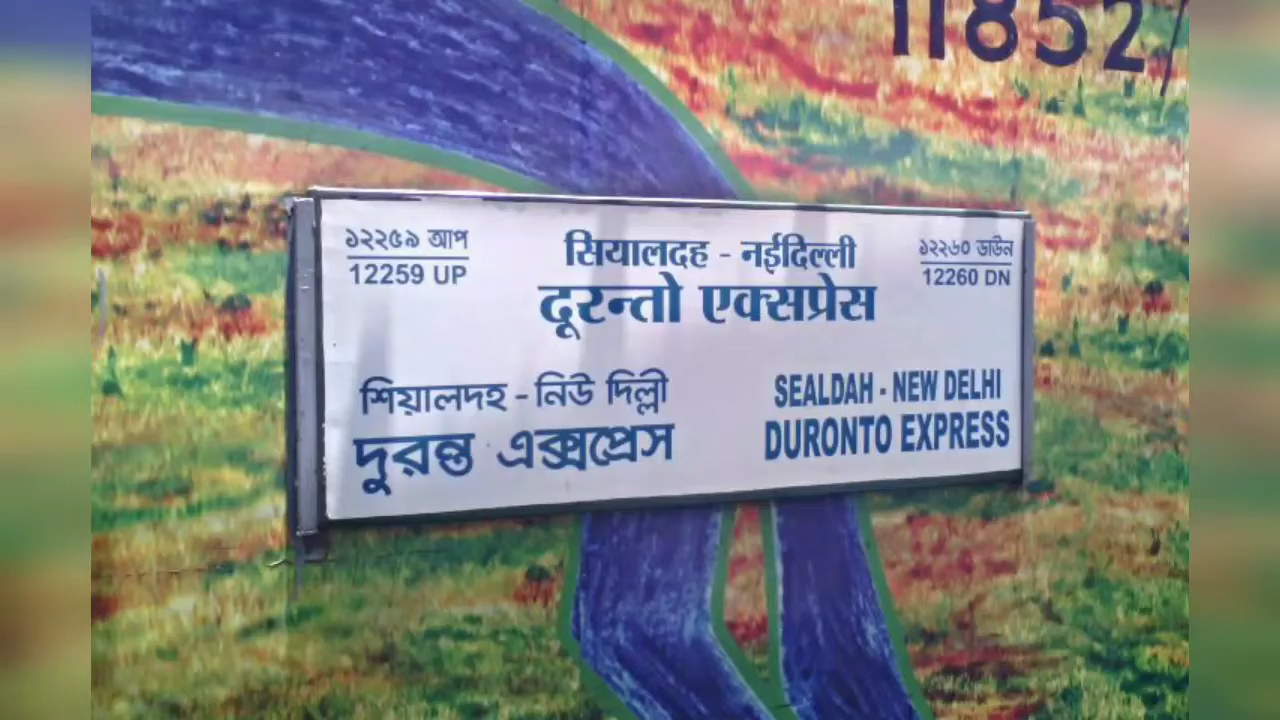 11852/
১২২৫৯ আপ
12259 UP
सियालदह - नईदिल्ली
दूरन्तो एक्सप्रेस
১২২৬০ ডাউন
12260 DN
শিয়ালদহ - নিউ দিল্লী
দুরন্ত এক্সপ্রেস
SEALDAH - NEW DELHI
DURONTO EXPRESS